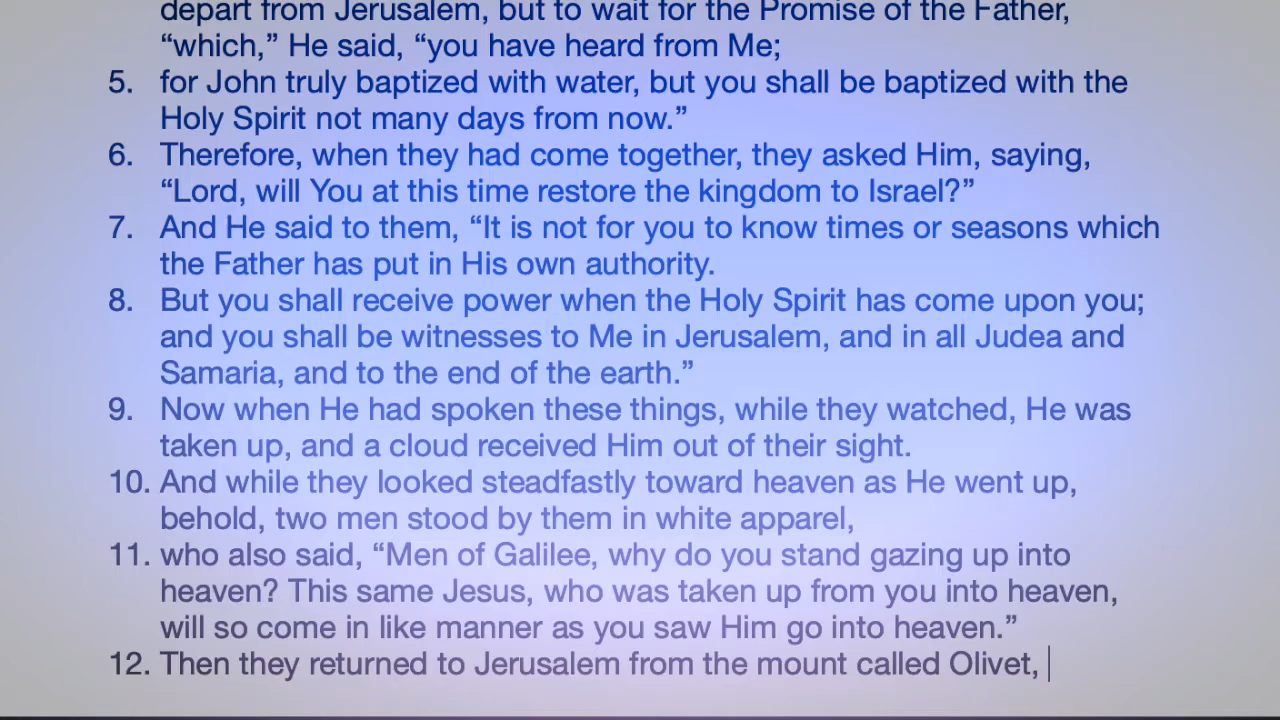 depart from Jerusalem, but to wait for the Promise of the Father,
“which,” He said, “you have heard from Me;
5. for John truly baptized with water, but you shall be baptized with the
Holy Spirit not many days from now.”
6. Therefore, when they had come together, they asked Him, saying,
“Lord, will You at this time restore the kingdom to Israel?”
7. And He said to them, “It is not for you to know times or seasons which
the Father has put in His own authority.
8. But you shall receive power when the Holy Spirit has come upon you;
and you shall be witnesses to Me in Jerusalem, and in all Judea and
Samaria, and to the end of the earth.”
9. Now when He had spoken these things, while they watched, He was
taken up, and a cloud received Him out of their sight.
10. And while they looked steadfastly toward heaven as He went up,
behold, two men stood by them in white apparel,
11. who also said, “Men of Galilee, why do you stand gazing up into
heaven? This same Jesus, who was taken up from you into heaven,
will so come in like manner as you saw Him go into heaven.”
12. Then they returned to Jerusalem from the mount called Olivet,